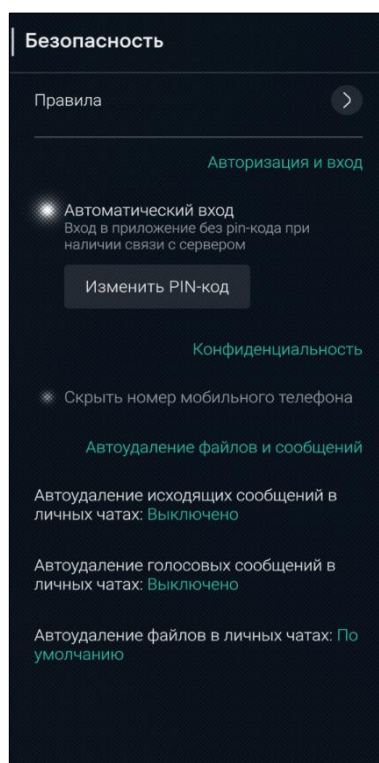 Безопасность
Правила
Авторизация и вход
Автоматический вход
Вход в приложение без pin-кода при
наличии связи с сервером
Изменить PIN-код
Конфиденциальность
Скрыть номер мобильного телефона
Автоудаление файлов и сообщений
Автоудаление исходящих сообщений в
личных чатах: Выключено
Автоудаление голосовых сообщений в
личных чатах: Выключено
Автоудаление файлов в личных чатах: По
умолчанию